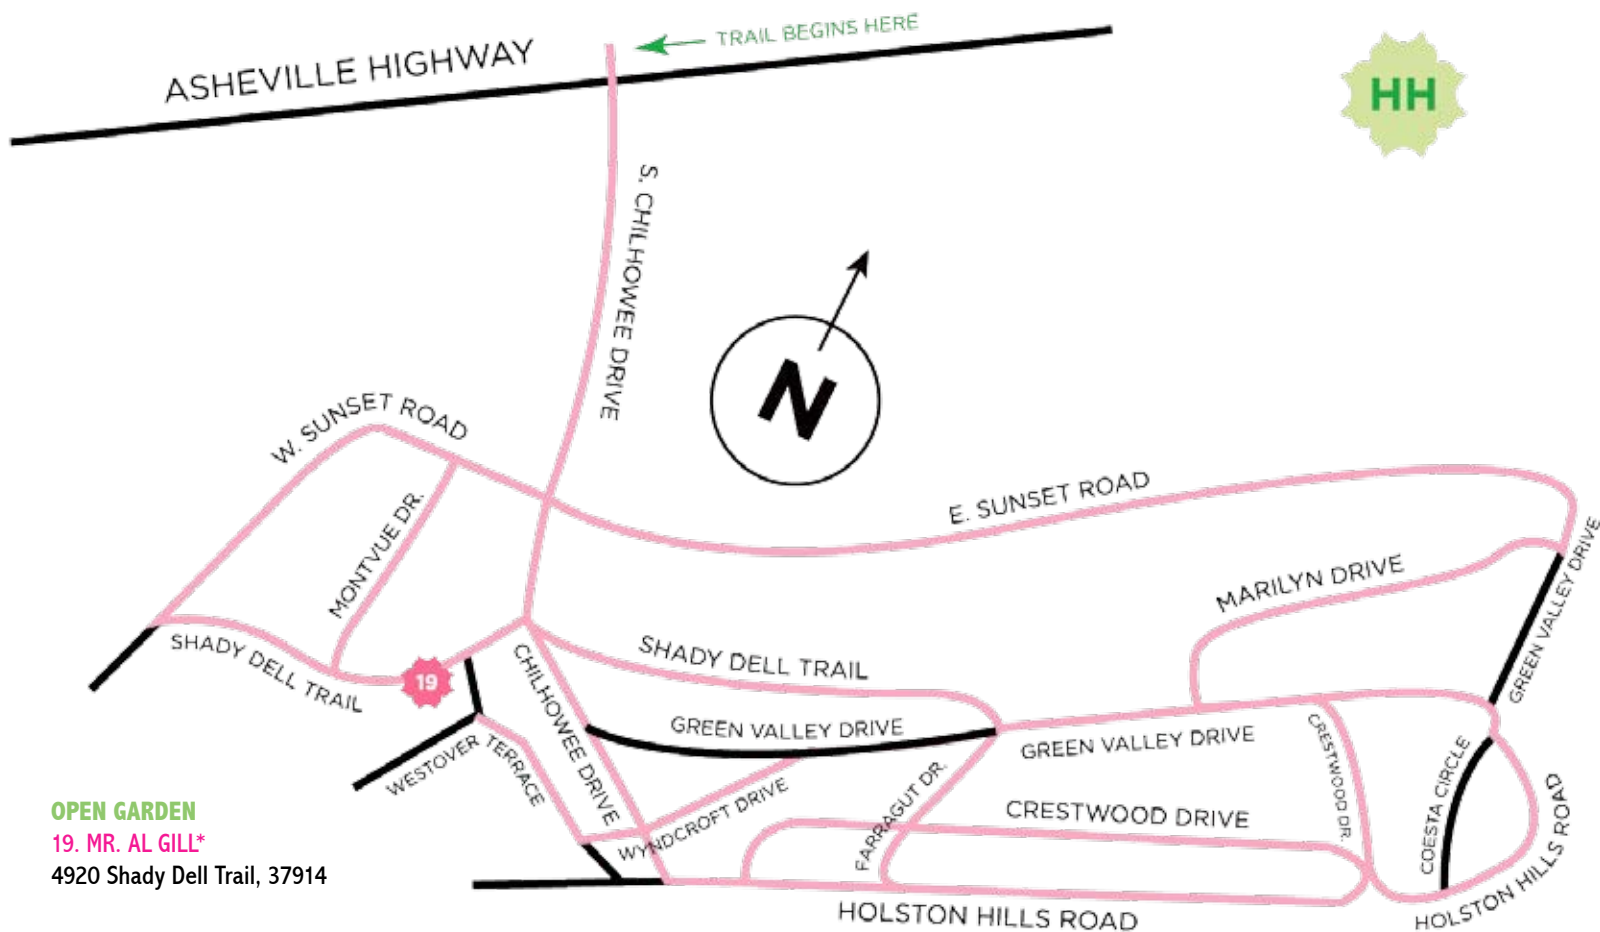 TRAIL BEGINS HERE
ASHEVILLE HIGHWAY
HH
S. CHILHOWEE DRIVE
N
W. SUNSET ROAD
E. SUNSET ROAD
MONTVUE DR.
MARILYN DRIVE
GREEN VALLEY DRIVE
SHADY DELL TRAIL
19
CHILHOWEE DRIVE
SHADY DELL TRAIL
GREEN VALLEY DRIVE
GREEN VALLEY DRIVE
CRESTWOOD DR.
WESTOVER TERRACE
COESTA CIRCLE
WYNDCROFT DRIVE
FARRAGUT DR.
CRESTWOOD DRIVE
HOLSTON HILLS ROAD
HOLSTON HILLS ROAD
OPEN GARDEN
19. MR. AL GILL*
4920 Shady Dell Trail, 37914